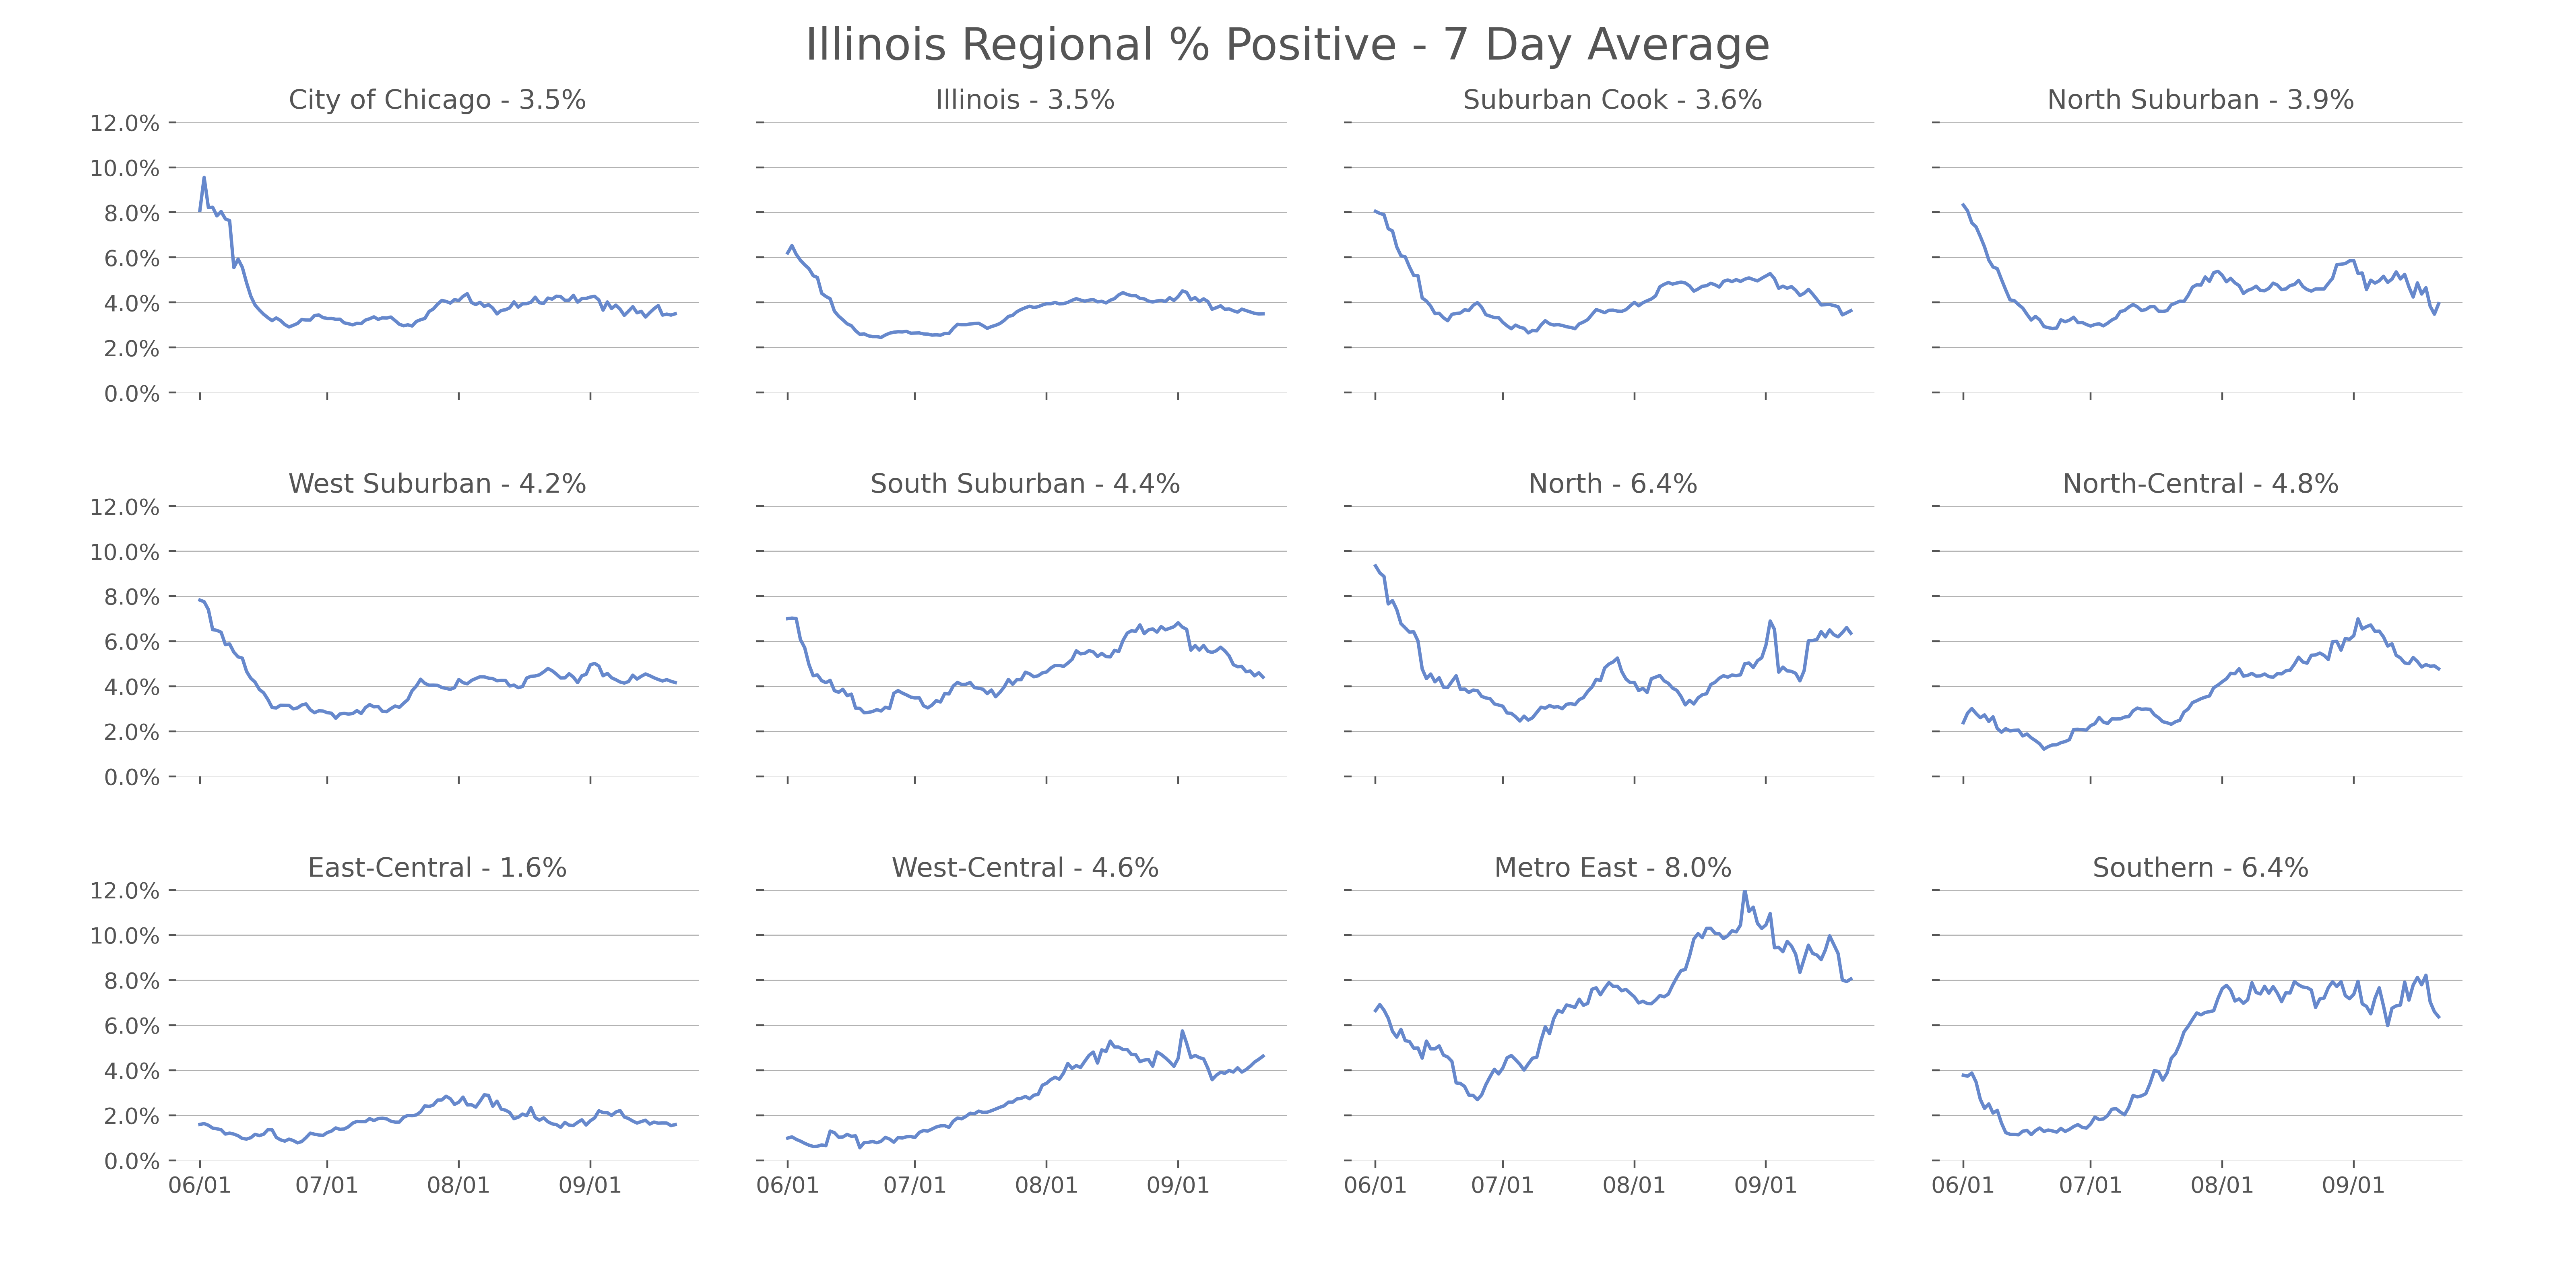 Illinois Regional % Positive - 7 Day Average
City of Chicago - 3.5%
Illinois - 3.5%
Suburban Cook - 3.6%
North Suburban - 3.9%
12.0%
10.0%
8.0%
6.0%
4.0%
2.0%
0.0%
West Suburban - 4.2%
South Suburban - 4.4%
North - 6.4%
North-Central - 4.8%
12.0%
10.0%
8.0%
6.0%
4.0%
2.0%
0.0%
East-Central - 1.6%
West-Central - 4.6%
Metro East - 8.0%
Southern - 6.4%
12.0%
10.0%
8.0%
6.0%
4.0%
2.0%
0.0%
06/01 07/01 08/01 09/01
06/01 07/01 08/01 09/01
06/01 07/01 08/01 09/01
06/01 07/01 08/01 09/01